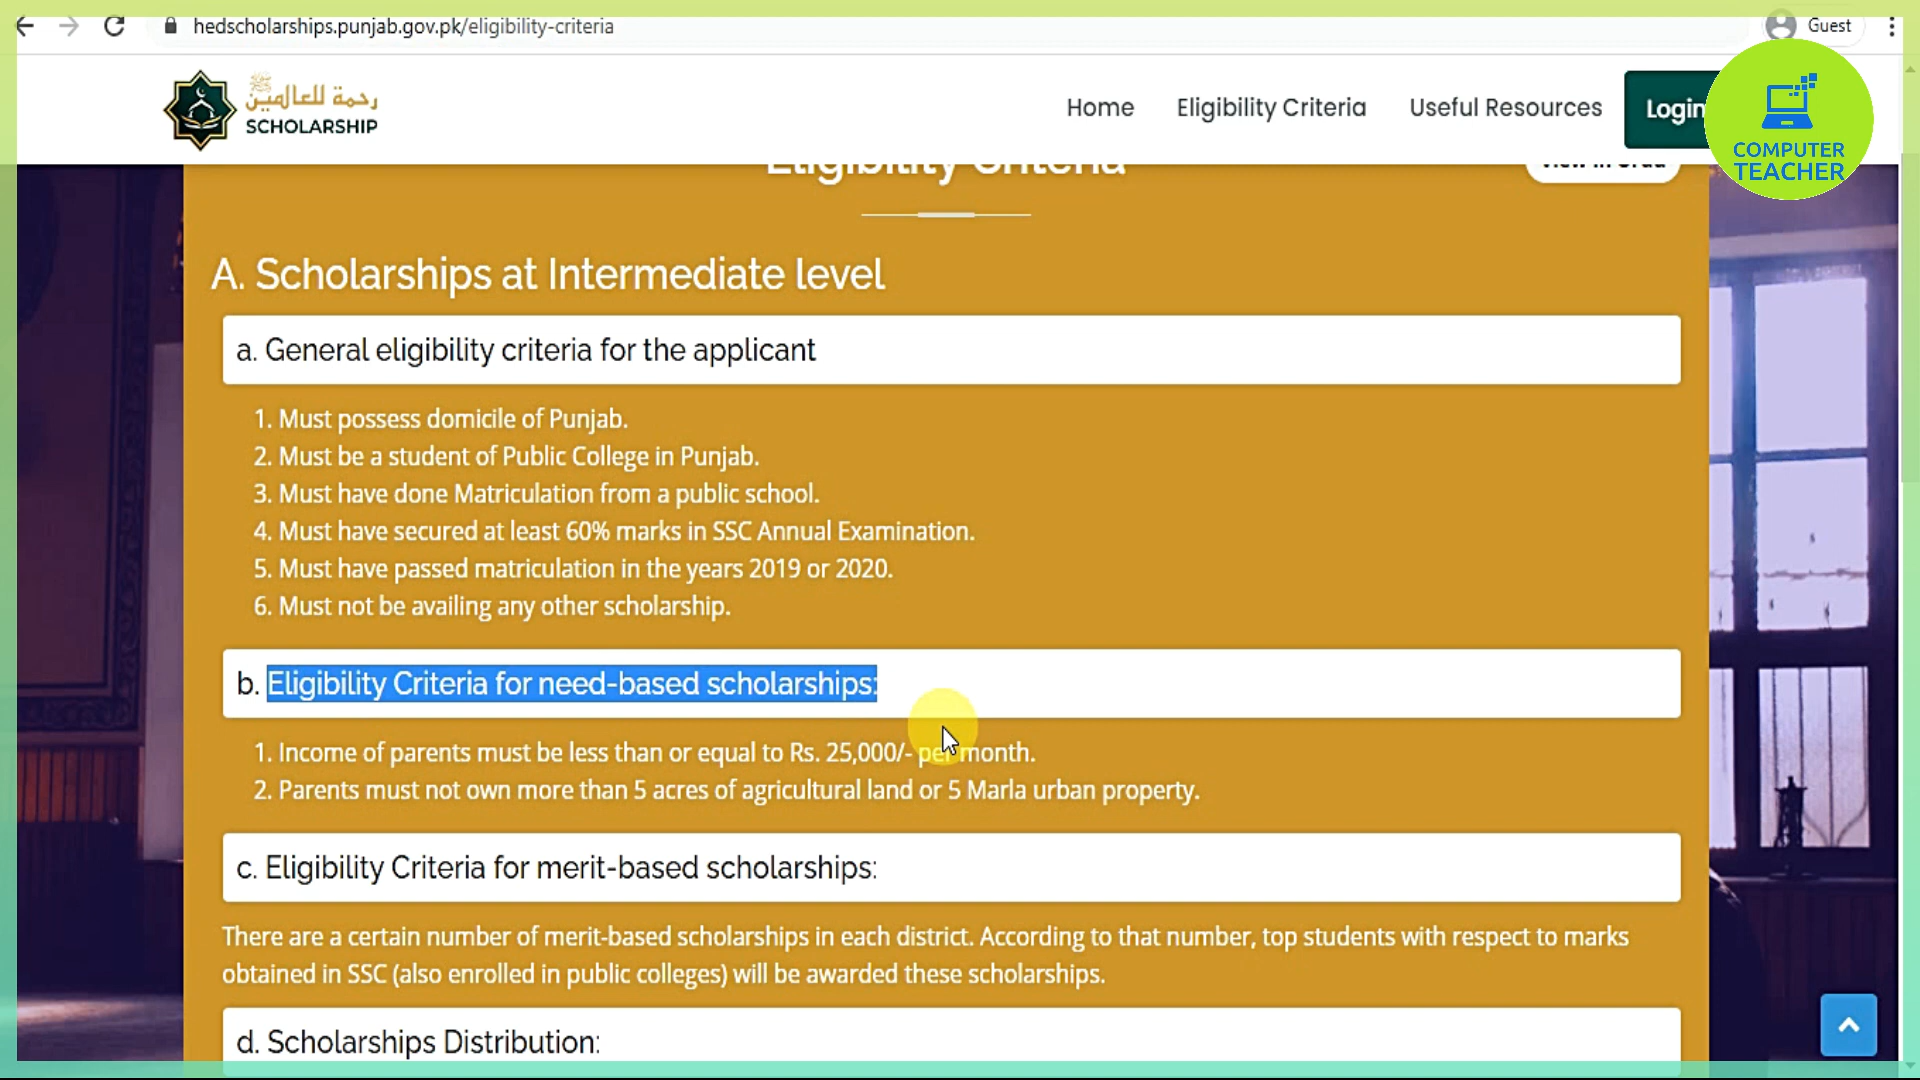 hedscholarships.punjab.gov.pk/eligibility-criteria
Guest
رحمة للعالمين
SCHOLARSHIP
Home
Eligibility Criteria
Useful Resources
Login
COMPUTER
TEACHER
Eligibility Criteria
View in Urdu
A. Scholarships at Intermediate level
a. General eligibility criteria for the applicant
1. Must possess domicile of Punjab.
2. Must be a student of Public College in Punjab.
3. Must have done Matriculation from a public school.
4. Must have secured at least 60% marks in SSC Annual Examination.
5. Must have passed matriculation in the years 2019 or 2020.
6. Must not be availing any other scholarship.
b. Eligibility Criteria for need-based scholarships:
1. Income of parents must be less than or equal to Rs. 25,000/- per month.
2. Parents must not own more than 5 acres of agricultural land or 5 Marla urban property.
c. Eligibility Criteria for merit-based scholarships:
There are a certain number of merit-based scholarships in each district. According to that number, top students with respect to marks
obtained in SSC (also enrolled in public colleges) will be awarded these scholarships.
d. Scholarships Distribution: